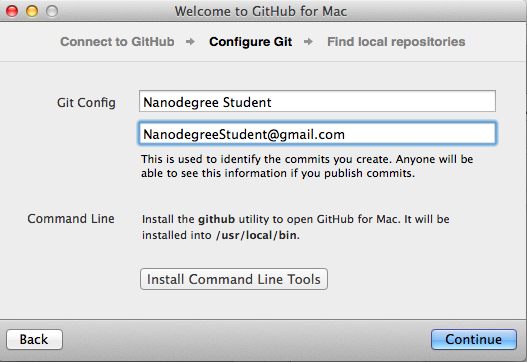 Welcome to GitHub for Mac
Connect to GitHub → Configure Git → Find local repositories
Git Config Nanodegree Student
NanodegreeStudent@gmail.com
This is used to identify the commits you create. Anyone will be
able to see this information if you publish commits.
Command Line Install the github utility to open GitHub for Mac. It will be
installed into /usr/local/bin.
Install Command Line Tools
Back Continue